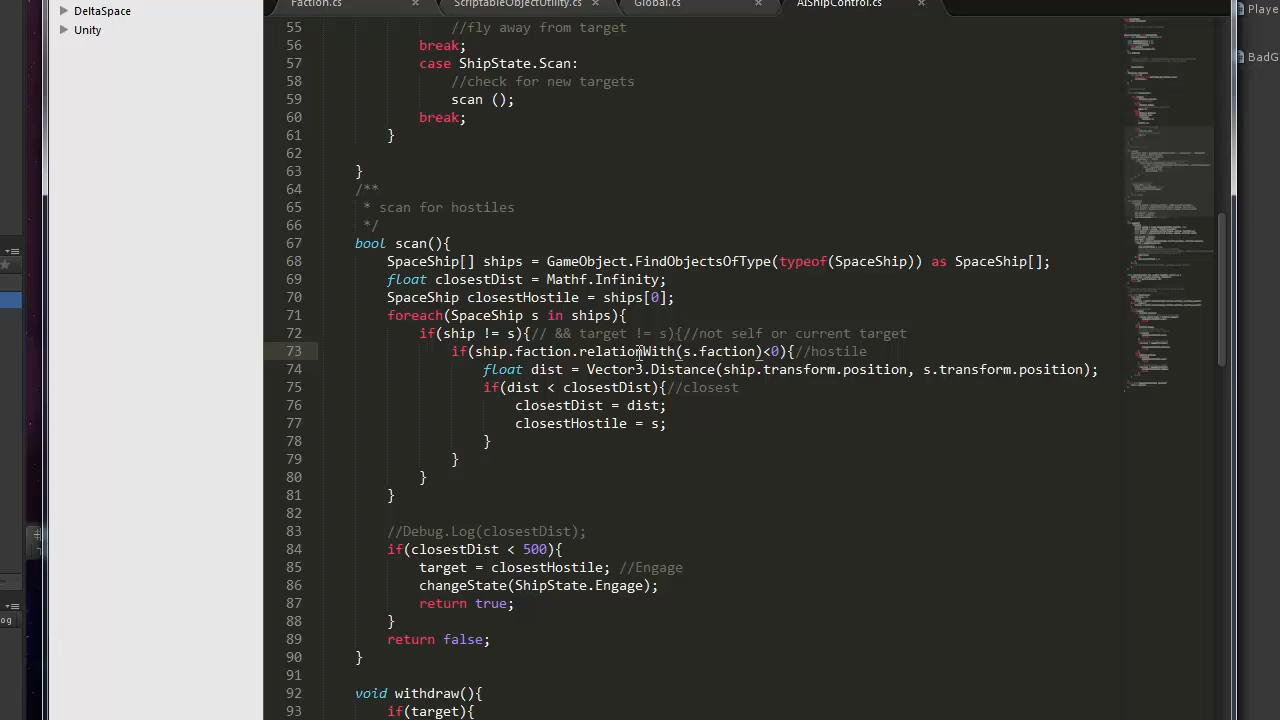 DeltaSpace
Unity
Faction.cs ScriptableObjectUtility.cs Global.cs AIShipControl.cs
Playe
BadG
og
55 //fly away from target
56 break;
57 case ShipState.Scan:
58 //check for new targets
59 scan ();
60 break;
61 }
62
63 }
64 /**
65 * scan for hostiles
66 */
67 bool scan(){
68 SpaceShip[] ships = GameObject.FindObjectsOfType(typeof(SpaceShip)) as SpaceShip[];
69 float closestDist = Mathf.Infinity;
70 SpaceShip closestHostile = ships[0];
71 foreach(SpaceShip s in ships){
72 if(ship != s){// && target != s){//not self or current target
73 if(ship.faction.relationWith(s.faction)<0){//hostile
74 float dist = Vector3.Distance(ship.transform.position, s.transform.position);
75 if(dist < closestDist){//closest
76 closestDist = dist;
77 closestHostile = s;
78 }
79 }
80 }
81 }
82
83 //Debug.Log(closestDist);
84 if(closestDist < 500){
85 target = closestHostile; //Engage
86 changeState(ShipState.Engage);
87 return true;
88 }
89 return false;
90 }
91
92 void withdraw(){
93 if(target){